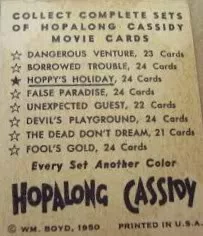 COLLECT COMPLETE SETS
OF HOPALONG CASSIDY
MOVIE CARDS
☆ DANGEROUS VENTURE, 23 Cards
☆ BORROWED TROUBLE, 24 Cards
★ HOPPY'S HOLIDAY, 24 Cards
☆ FALSE PARADISE, 24 Cards
☆ UNEXPECTED GUEST, 22 Cards
☆ DEVIL'S PLAYGROUND, 24 Cards
☆ THE DEAD DON'T DREAM, 21 Cards
☆ FOOL'S GOLD, 24 Cards
Every Set Another Color
HOPALONG CASSIDY
© WM. BOYD, 1950 PRINTED IN U.S.A.